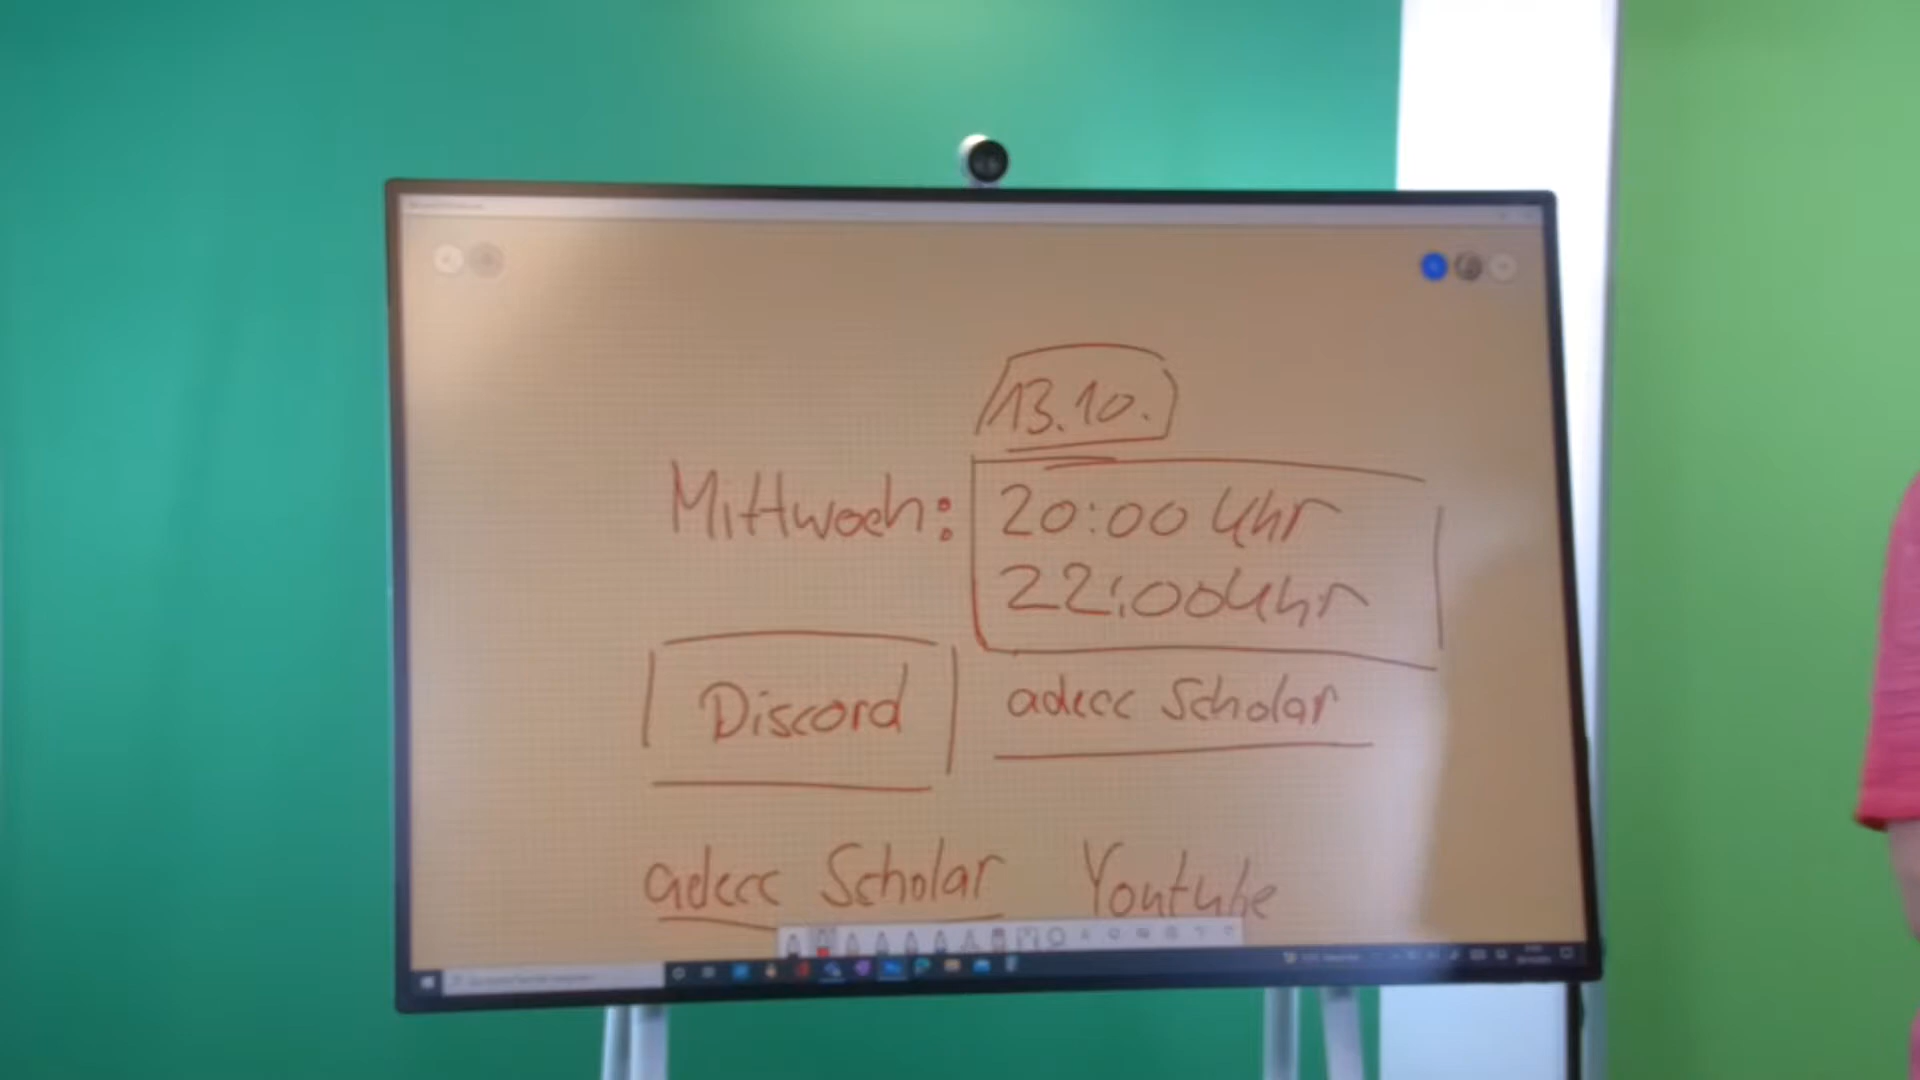 13.10.
Mittwoch: 20:00 Uhr
22:00 Uhr
Discord adecc Scholar
adecc Scholar Youtube